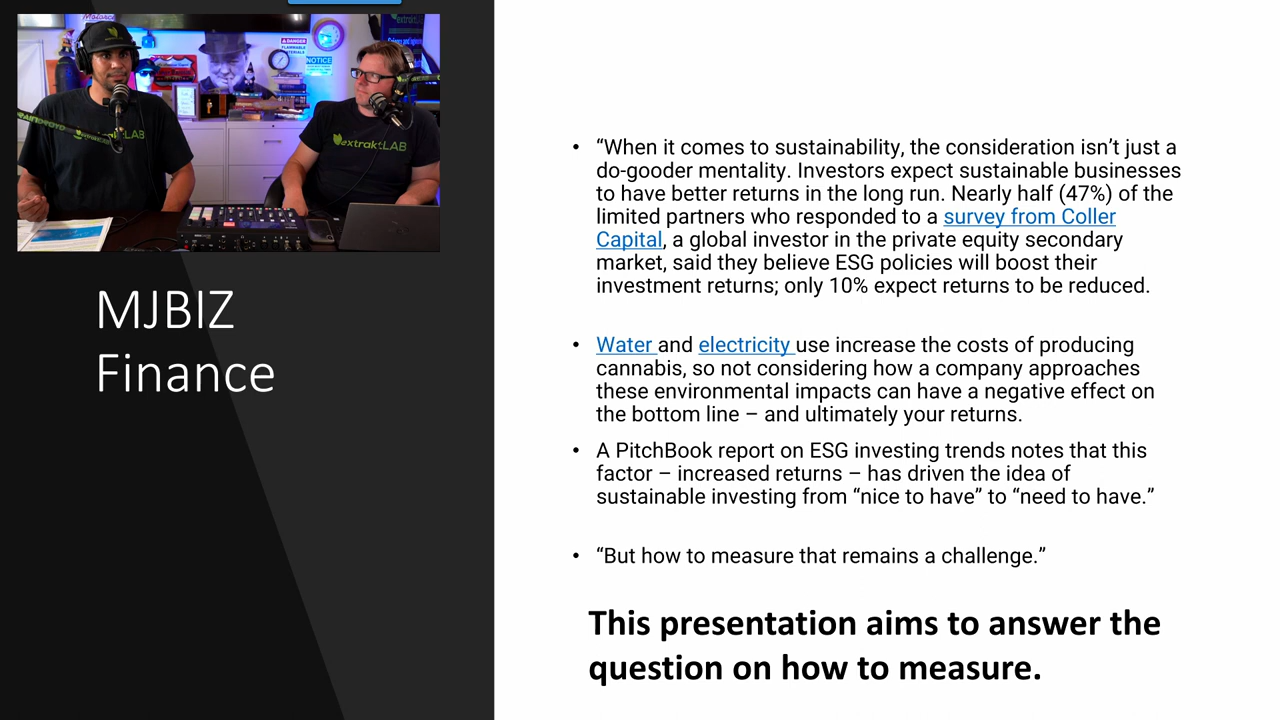 DANGER
FLAMMABLE
MATERIALS
NOTICE
extraktLAB
extraktLAB
MJBIZ
Finance
• “When it comes to sustainability, the consideration isn’t just a
do-gooder mentality. Investors expect sustainable businesses
to have better returns in the long run. Nearly half (47%) of the
limited partners who responded to a survey from Coller
Capital, a global investor in the private equity secondary
market, said they believe ESG policies will boost their
investment returns; only 10% expect returns to be reduced.
• Water and electricity use increase the costs of producing
cannabis, so not considering how a company approaches
these environmental impacts can have a negative effect on
the bottom line – and ultimately your returns.
• A PitchBook report on ESG investing trends notes that this
factor – increased returns – has driven the idea of
sustainable investing from “nice to have” to “need to have.”
• “But how to measure that remains a challenge.”
This presentation aims to answer the
question on how to measure.